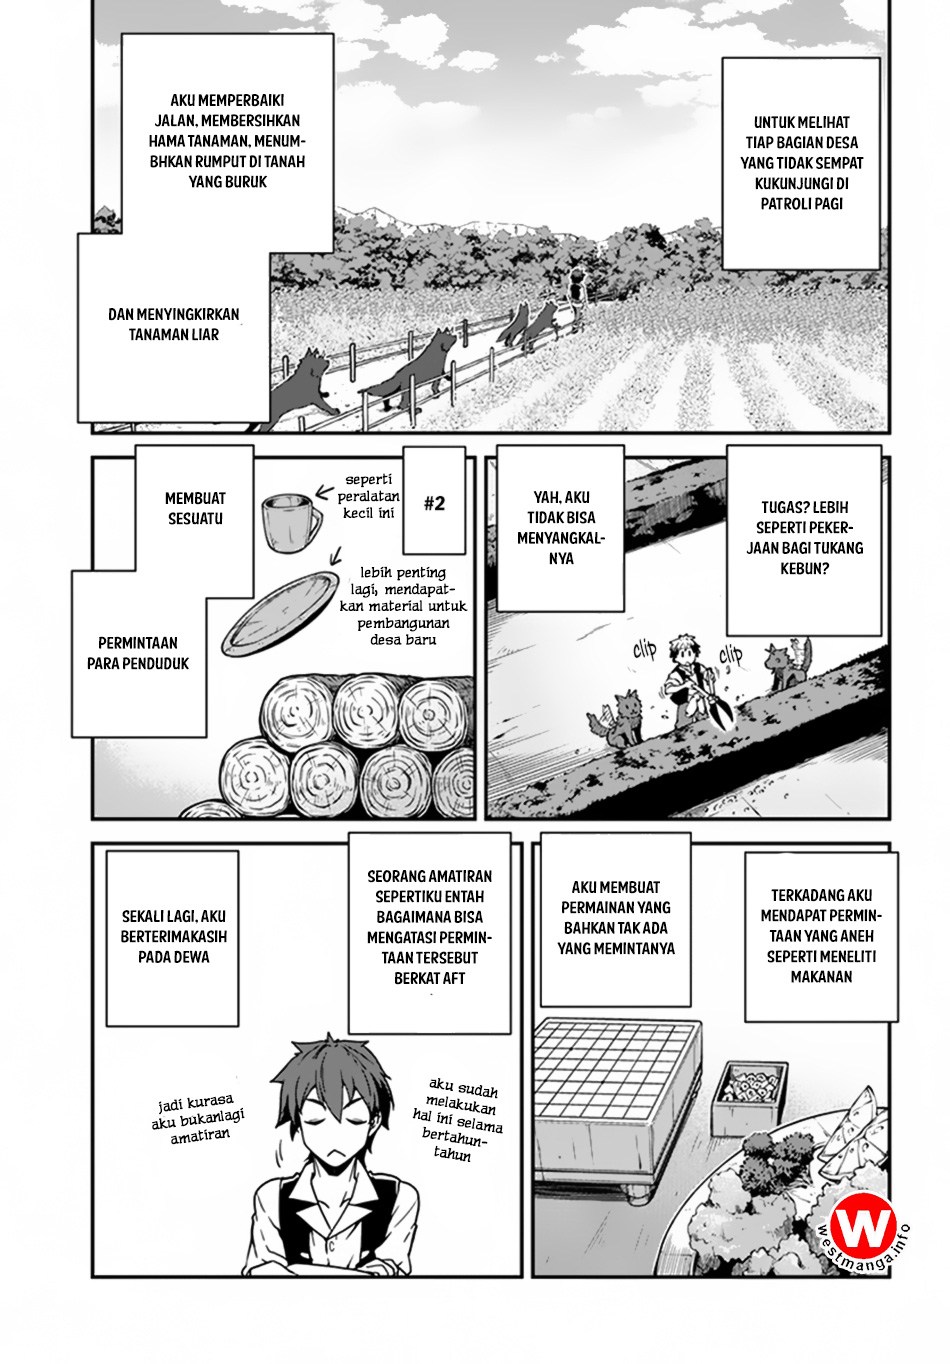 UNTUK MELIHAT
TIAP BAGIAN DESA
YANG TIDAK SEMPAT
KUKUNJUNGI DI
PATROLI PAGI
AKU MEMPERBAIKI
JALAN, MEMBERSIHKAN
HAMA TANAMAN, MENUM-
BHKAN RUMPUT DI TANAH
YANG BURUK
DAN MENYINGKIRKAN
TANAMAN LIAR
TUGAS? LEBIH
SEPERTI PEKER-
JAAN BAGI TUKANG
KEBUN?
YAH, AKU
TIDAK BISA
MENYANGKAL-
NYA
clip
clip
#2
seperti
peralatan
kecil ini
lebih penting
lagi, mendapat-
kan material untuk
pembangunan
desa baru
MEMBUAT
SESUATU
PERMINTAAN
PARA PENDUDUK
TERKADANG AKU
MENDAPAT PERMIN-
TAAN YANG ANEH
SEPERTI MENELITI
MAKANAN
AKU MEMBUAT
PERMAINAN YANG
BAHKAN TAK ADA
YANG MEMINTANYA
SEORANG AMATIRAN
SEPERTIKU ENTAH
BAGAIMANA BISA
MENGATASI PERMIN-
TAAN TERSEBUT
BERKAT AFT
SEKALI LAGI, AKU
BERTERIMAKASIH
PADA DEWA
aku sudah
melakukan
hal ini selama
bertahun-
tahun
jadi kurasa
aku bukanlagi
amatiran
W
westmanga.info